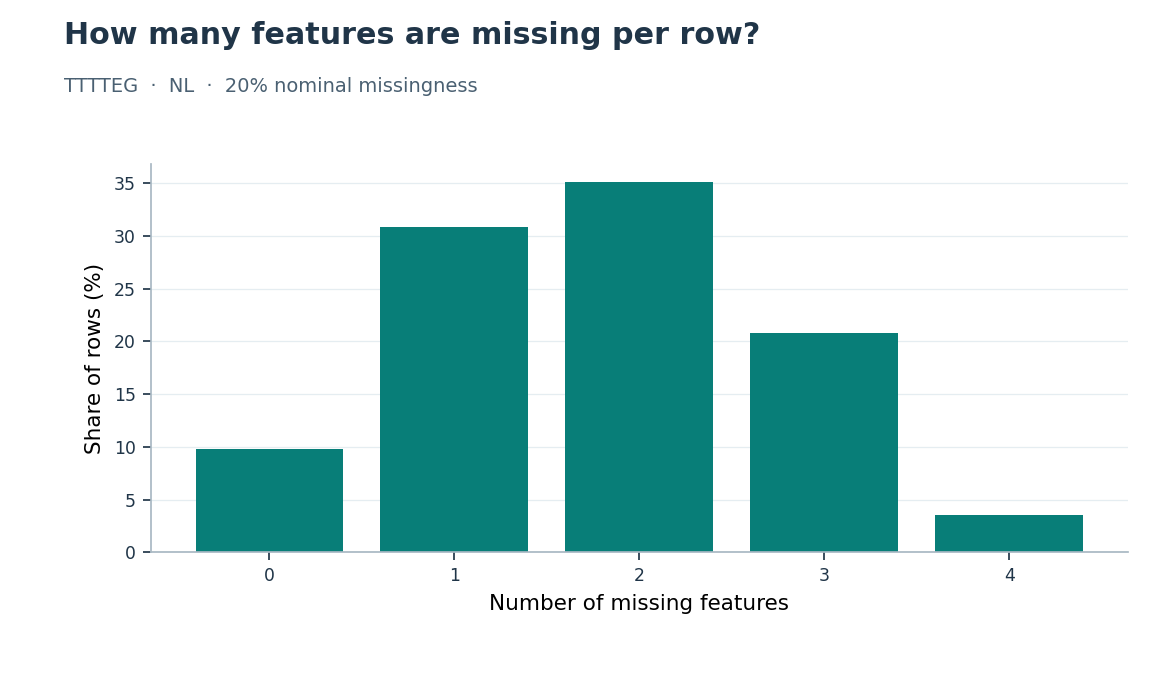 How many features are missing per row?
TTTTEG · NL · 20% nominal missingness
Share of rows (%)
35
30
25
20
15
10
5
0
0 1 2 3 4
Number of missing features